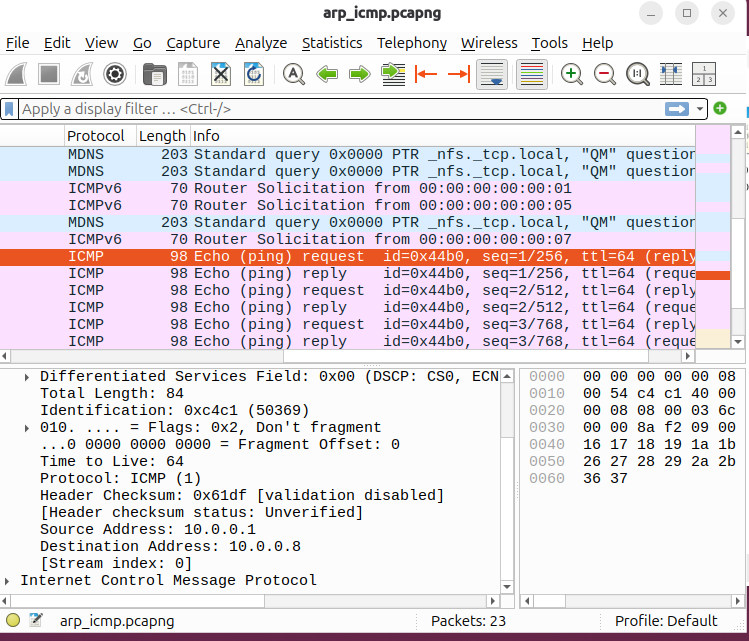 arp_icmp.pcapng
File Edit View Go Capture Analyze Statistics Telephony Wireless Tools Help
Apply a display filter … <Ctrl-/>
Protocol Length Info
MDNS 203 Standard query 0x0000 PTR _nfs._tcp.local, "QM" question
MDNS 203 Standard query 0x0000 PTR _nfs._tcp.local, "QM" question
ICMPv6 70 Router Solicitation from 00:00:00:00:00:01
ICMPv6 70 Router Solicitation from 00:00:00:00:00:05
MDNS 203 Standard query 0x0000 PTR _nfs._tcp.local, "QM" question
ICMPv6 70 Router Solicitation from 00:00:00:00:00:07
ICMP 98 Echo (ping) request id=0x44b0, seq=1/256, ttl=64 (reply
ICMP 98 Echo (ping) reply id=0x44b0, seq=1/256, ttl=64 (reque
ICMP 98 Echo (ping) request id=0x44b0, seq=2/512, ttl=64 (reply
ICMP 98 Echo (ping) reply id=0x44b0, seq=2/512, ttl=64 (reque
ICMP 98 Echo (ping) request id=0x44b0, seq=3/768, ttl=64 (reply
ICMP 98 Echo (ping) reply id=0x44b0, seq=3/768, ttl=64 (reque
Differentiated Services Field: 0x00 (DSCP: CS0, ECN
Total Length: 84
Identification: 0xc4c1 (50369)
010. .... = Flags: 0x2, Don't fragment
...0 0000 0000 0000 = Fragment Offset: 0
Time to Live: 64
Protocol: ICMP (1)
Header Checksum: 0x61df [validation disabled]
[Header checksum status: Unverified]
Source Address: 10.0.0.1
Destination Address: 10.0.0.8
[Stream index: 0]
Internet Control Message Protocol
0000 00 00 00 00 00 08
0010 00 54 c4 c1 40 00
0020 00 08 08 00 03 6c
0030 00 00 8a f2 09 00
0040 16 17 18 19 1a 1b
0050 26 27 28 29 2a 2b
0060 36 37
arp_icmp.pcapng Packets: 23 Profile: Default